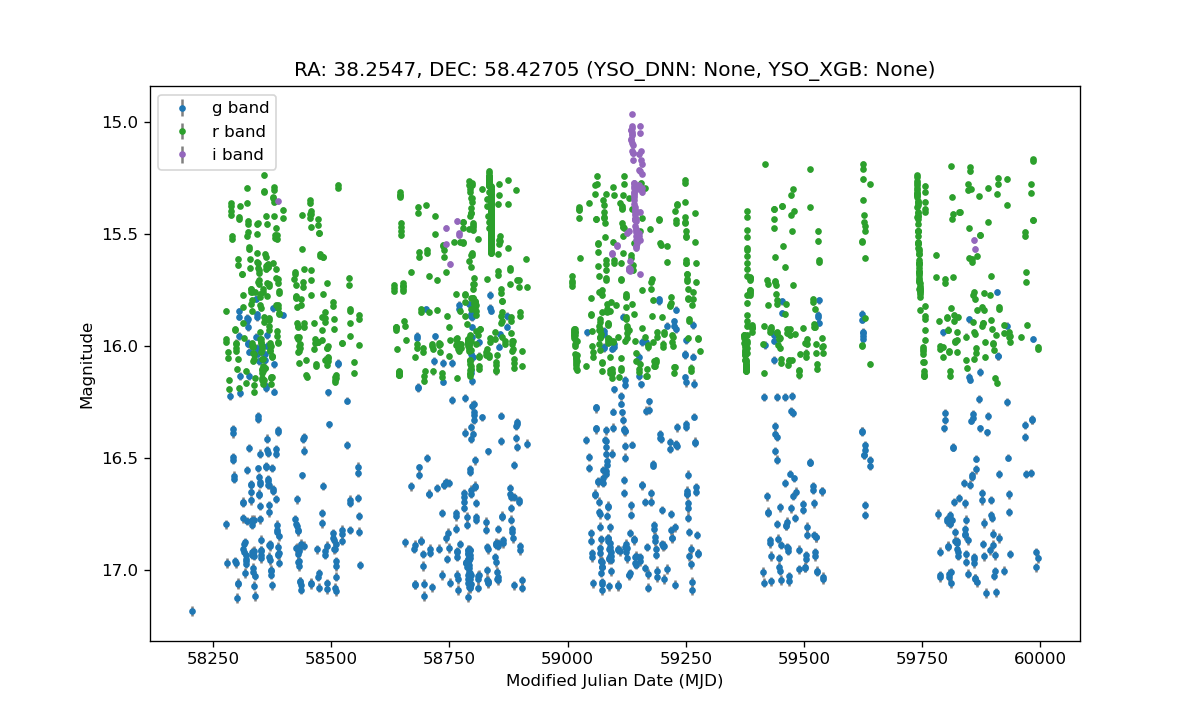 RA: 38.2547, DEC: 58.42705 (YSO_DNN: None, YSO_XGB: None)
g band
r band
i band
15.0
15.5
16.0
16.5
17.0
Magnitude
58250 58500 58750 59000 59250 59500 59750 60000
Modified Julian Date (MJD)